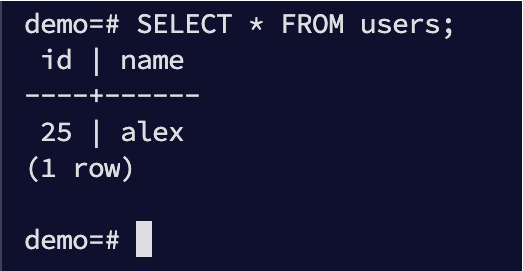 demo=# SELECT * FROM users;
 id | name
----+------
 25 | alex
(1 row)

demo=#